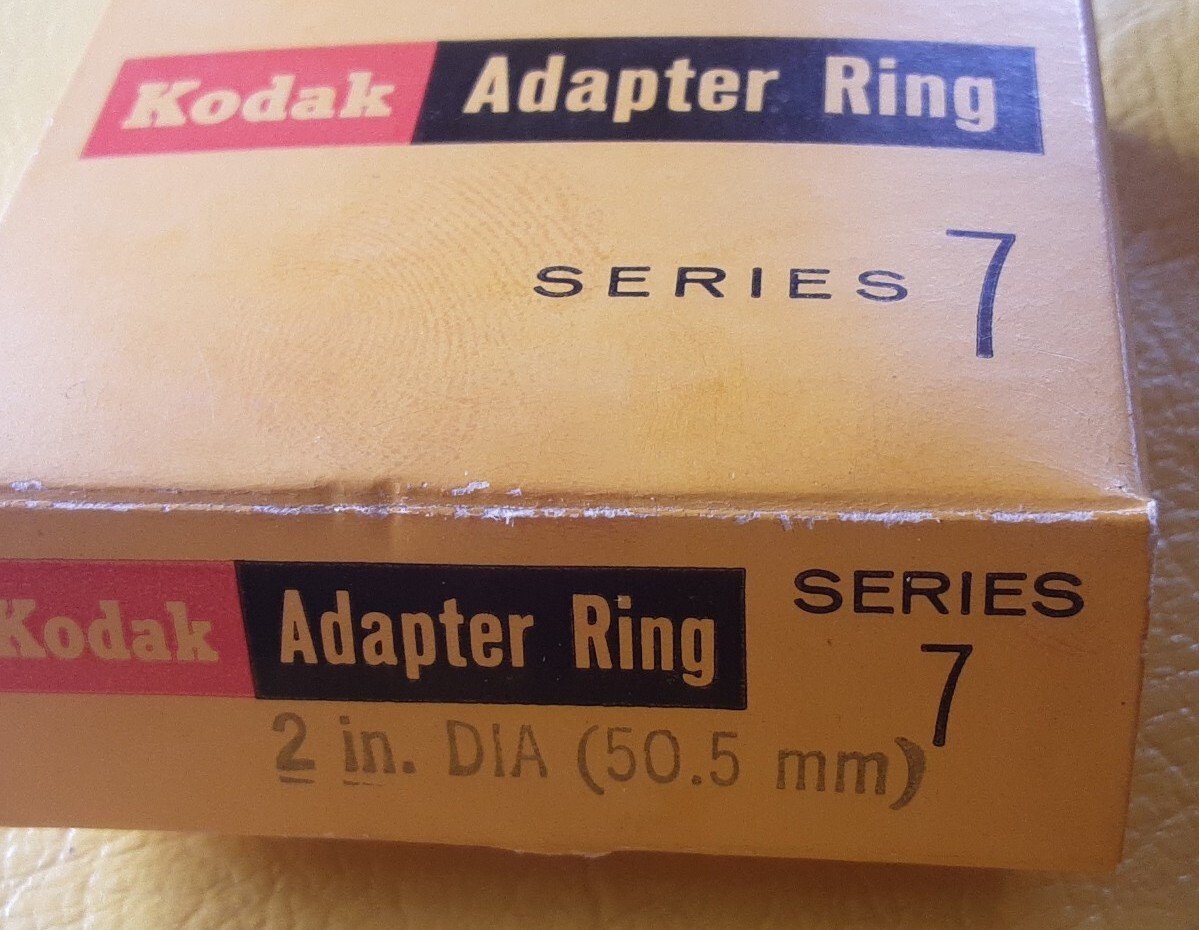 Kodak Adapter Ring
SERIES 7
Kodak Adapter Ring SERIES
7
2 in. DIA (50.5 mm)